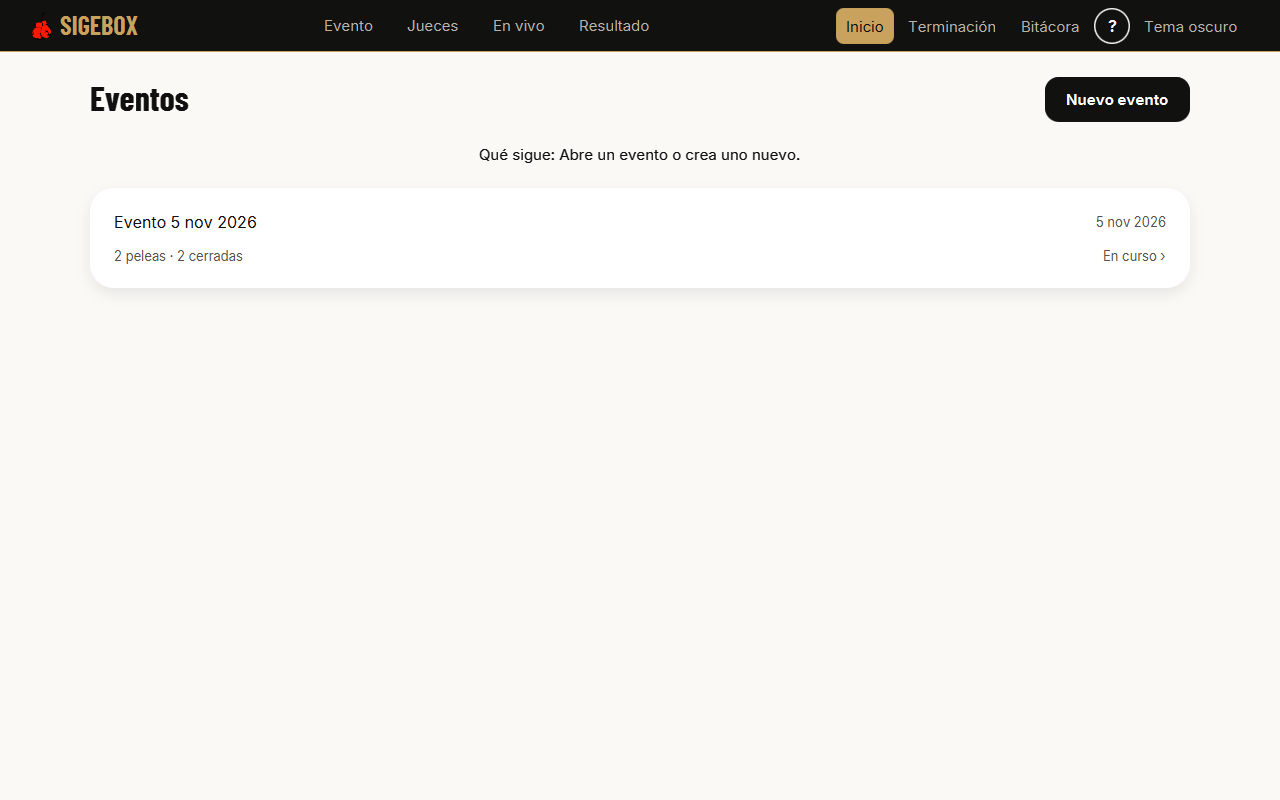 SIGEBOX
Evento Jueces En vivo Resultado
Inicio Terminación Bitácora ? Tema oscuro
Eventos
Nuevo evento
Qué sigue: Abre un evento o crea uno nuevo.
Evento 5 nov 2026
5 nov 2026
2 peleas · 2 cerradas
En curso ›